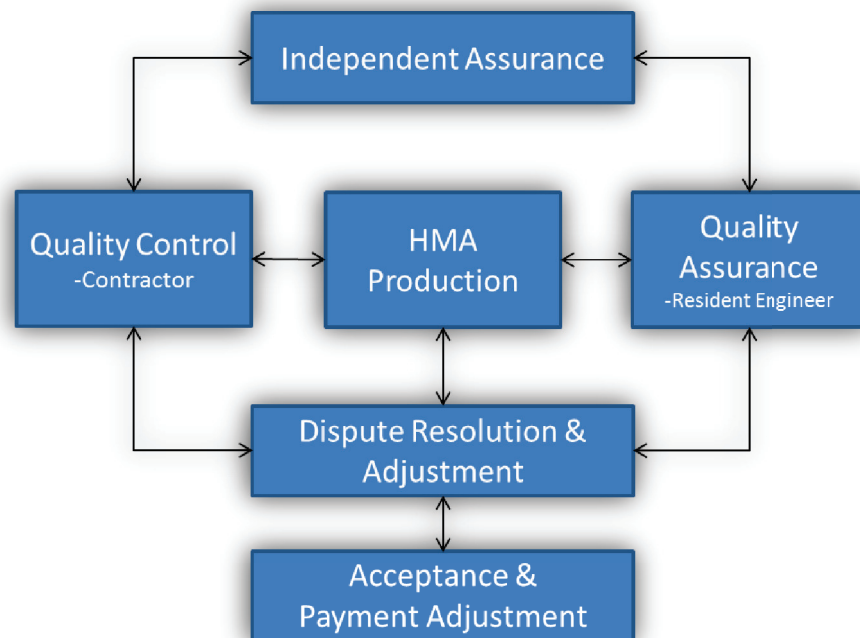 Independent Assurance
Quality Control
-Contractor
HMA
Production
Quality
Assurance
-Resident Engineer
Dispute Resolution &
Adjustment
Acceptance &
Payment Adjustment